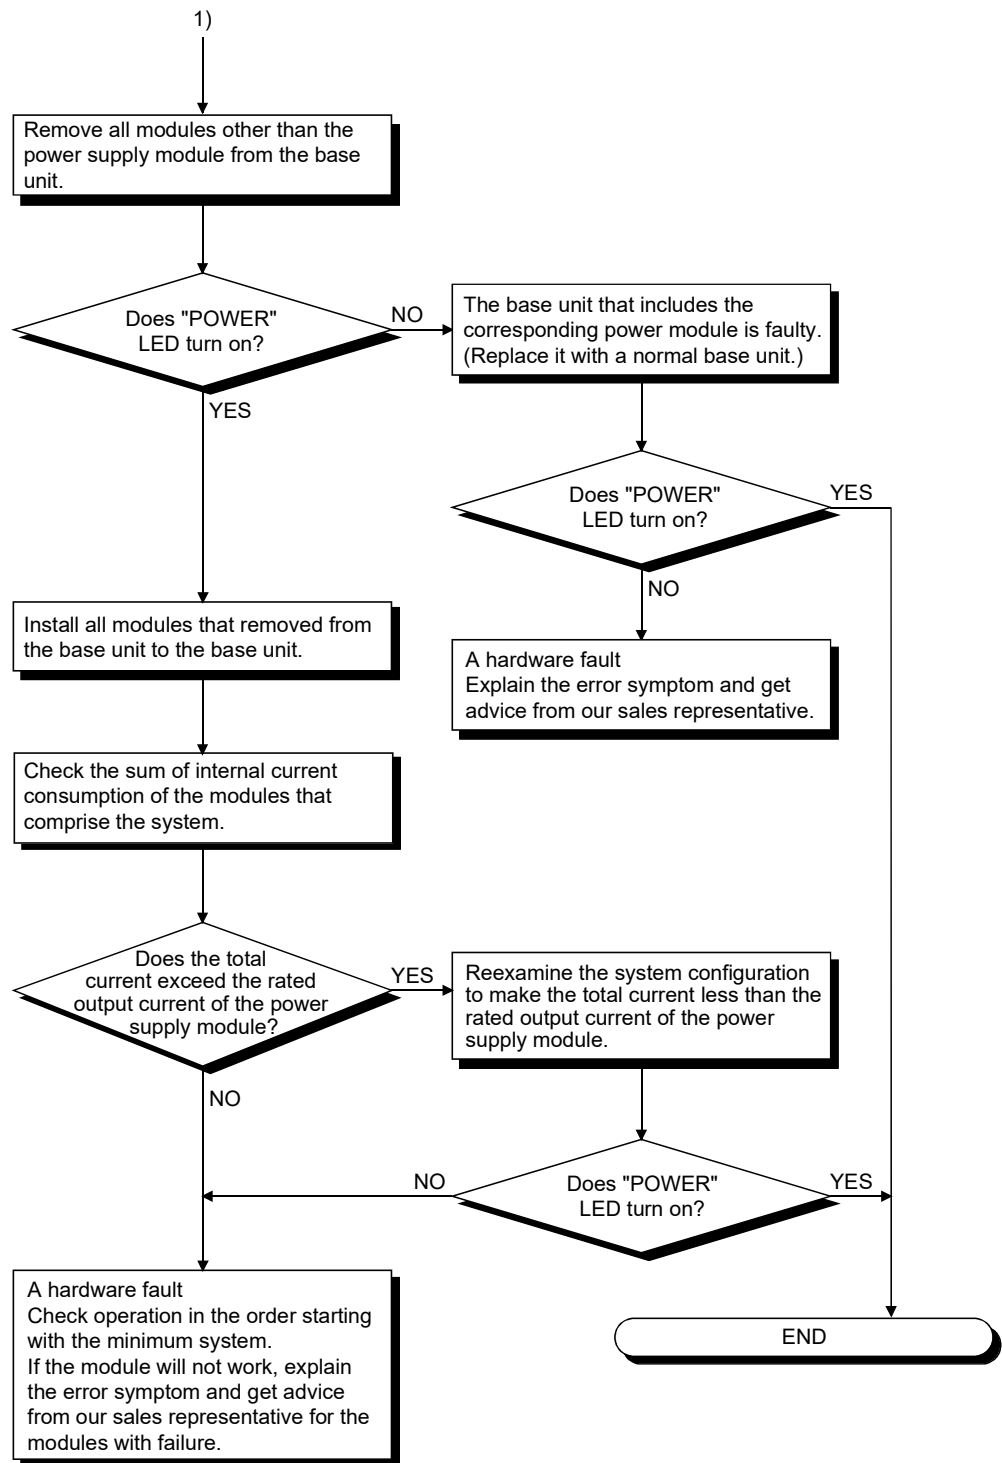 1)
Remove all modules other than the
power supply module from the base
unit.
Does "POWER"
LED turn on?
NO
The base unit that includes the
corresponding power module is faulty.
(Replace it with a normal base unit.)
YES
Does "POWER"
LED turn on?
YES
NO
A hardware fault
Explain the error symptom and get
advice from our sales representative.
Install all modules that removed from
the base unit to the base unit.
Check the sum of internal current
consumption of the modules that
comprise the system.
Does the total
current exceed the rated
output current of the power
supply module?
YES
Reexamine the system configuration
to make the total current less than the
rated output current of the power
supply module.
NO
Does "POWER"
LED turn on?
NO
YES
A hardware fault
Check operation in the order starting
with the minimum system.
If the module will not work, explain
the error symptom and get advice
from our sales representative for the
modules with failure.
END